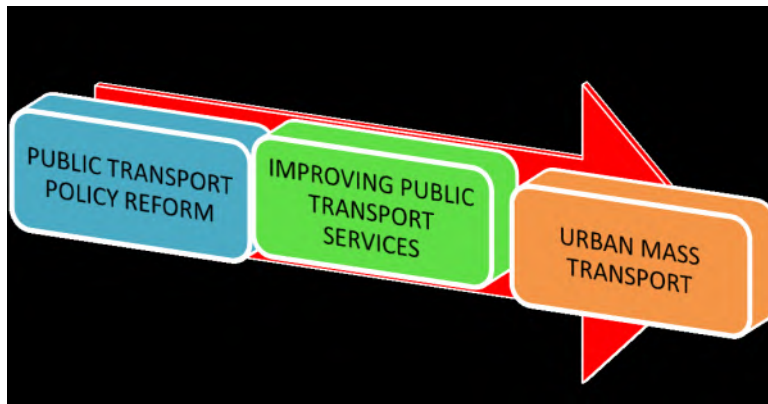 PUBLIC TRANSPORT
POLICY REFORM
IMPROVING PUBLIC
TRANSPORT
SERVICES
URBAN MASS
TRANSPORT